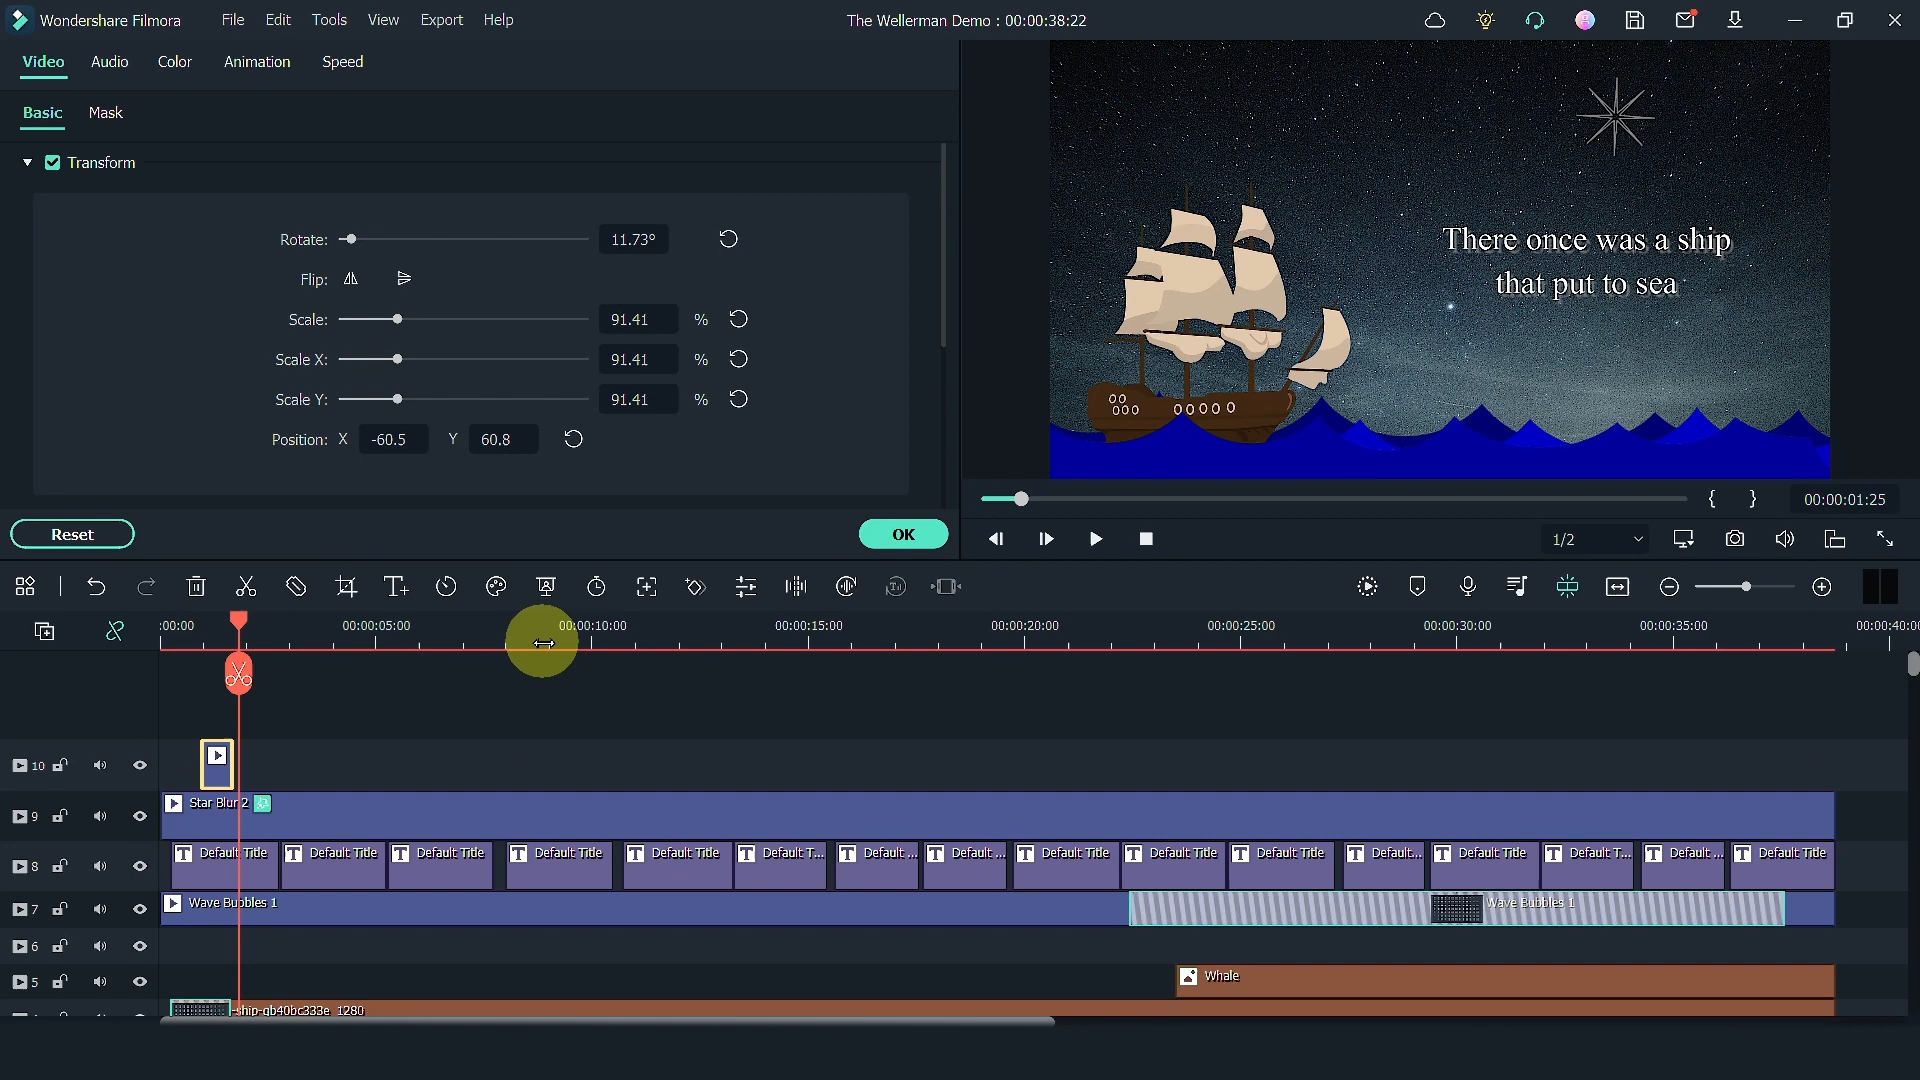 Wondershare Filmora File Edit Tools View Export Help The Wellerman Demo : 00:00:38:22
Video Audio Color Animation Speed
Basic Mask
Transform
Rotate: 11.73º
Flip:
Scale: 91.41 %
Scale X: 91.41 %
Scale Y: 91.41 %
Position: X -60.5 Y 60.8
Reset OK
There once was a ship
that put to sea
00:00:01:25
1/2
:00:00 00:00:05:00 00:00:10:00 00:00:15:00 00:00:20:00 00:00:25:00 00:00:30:00 00:00:35:00 00:00:40:0
10
9 Star Blur 2
8 Default Title Default Title Default Title Default Title Default Title Default T... Default ... Default ... Default Title Default Title Default Title Default... Default Title Default T... Default ... Default Title
7 Wave Bubbles 1 Wave Bubbles 1
6
5 Whale
-ship-gb40bc333e_1280